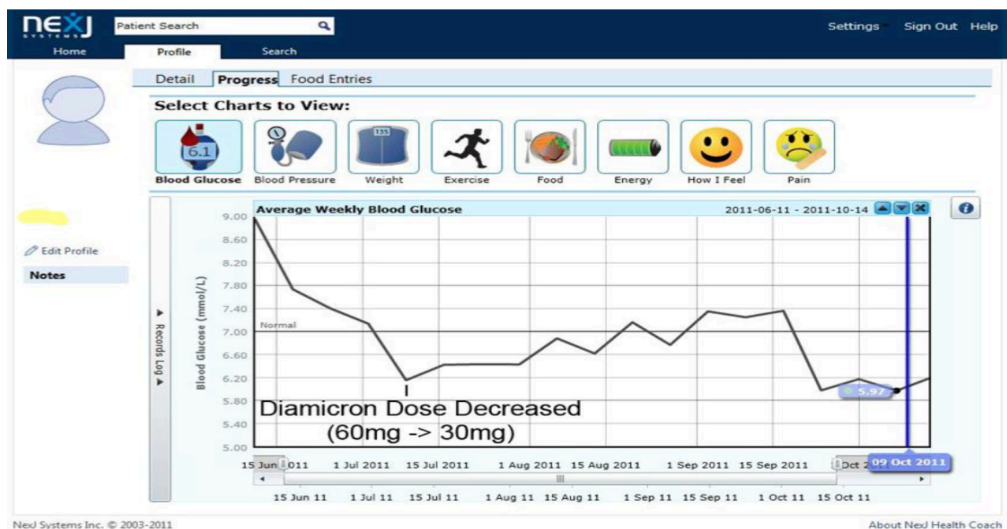 nexj Patient Search Settings Sign Out Help
SYSTEMS
Home Profile Search
Detail Progress Food Entries
Select Charts to View:
6.1 135
Blood Glucose Blood Pressure Weight Exercise Food Energy How I Feel Pain
Average Weekly Blood Glucose 2011-06-11 - 2011-10-14
Edit Profile
Notes
Records Log
Blood Glucose (mmol/L)
9.00
8.60
8.20
7.80
7.40
7.00 Normal
6.60
6.20
5.80
5.40
5.00
5.97
Diamicron Dose Decreased
(60mg -> 30mg)
15 Jun 2011 1 Jul 2011 15 Jul 2011 1 Aug 2011 15 Aug 2011 1 Sep 2011 15 Sep 2011 Oct 2 09 Oct 2011
15 Jun 11 1 Jul 11 15 Jul 11 1 Aug 11 15 Aug 11 1 Sep 11 15 Sep 11 1 Oct 11 15 Oct 11
NexJ Systems Inc. © 2003-2011 About NexJ Health Coach